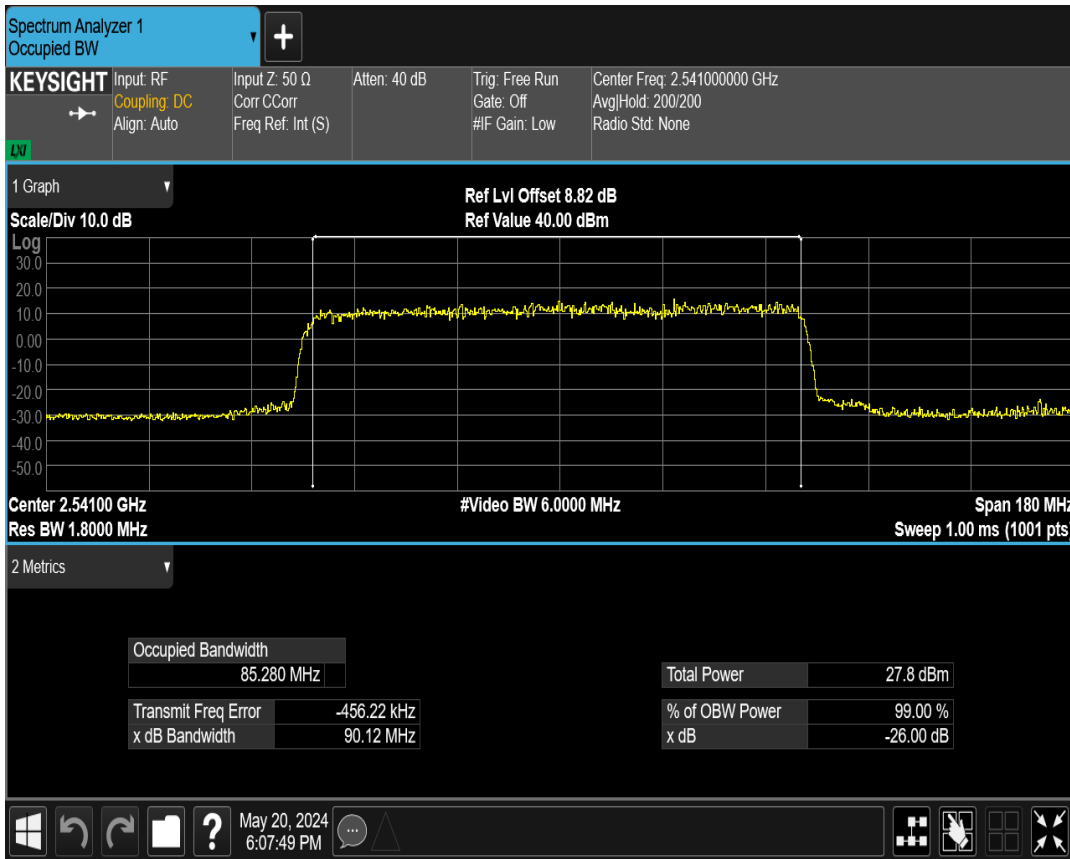 Spectrum Analyzer 1
Occupied BW
+
KEYSIGHT
LXI
Input: RF
Coupling: DC
Align: Auto
Input Z: 50 Ω
Corr CCorr
Freq Ref: Int (S)
Atten: 40 dB
Trig: Free Run
Gate: Off
#IF Gain: Low
Center Freq: 2.541000000 GHz
Avg|Hold: 200/200
Radio Std: None
1 Graph
Scale/Div 10.0 dB
Ref Lvl Offset 8.82 dB
Ref Value 40.00 dBm
Log
30.0
20.0
10.0
0.00
-10.0
-20.0
-30.0
-40.0
-50.0
Center 2.54100 GHz
#Video BW 6.0000 MHz
Span 180 MHz
Res BW 1.8000 MHz
Sweep 1.00 ms (1001 pts)
2 Metrics
Occupied Bandwidth
85.280 MHz
Total Power 27.8 dBm
Transmit Freq Error -456.22 kHz
% of OBW Power 99.00 %
x dB Bandwidth 90.12 MHz
x dB -26.00 dB
?
May 20, 2024
6:07:49 PM